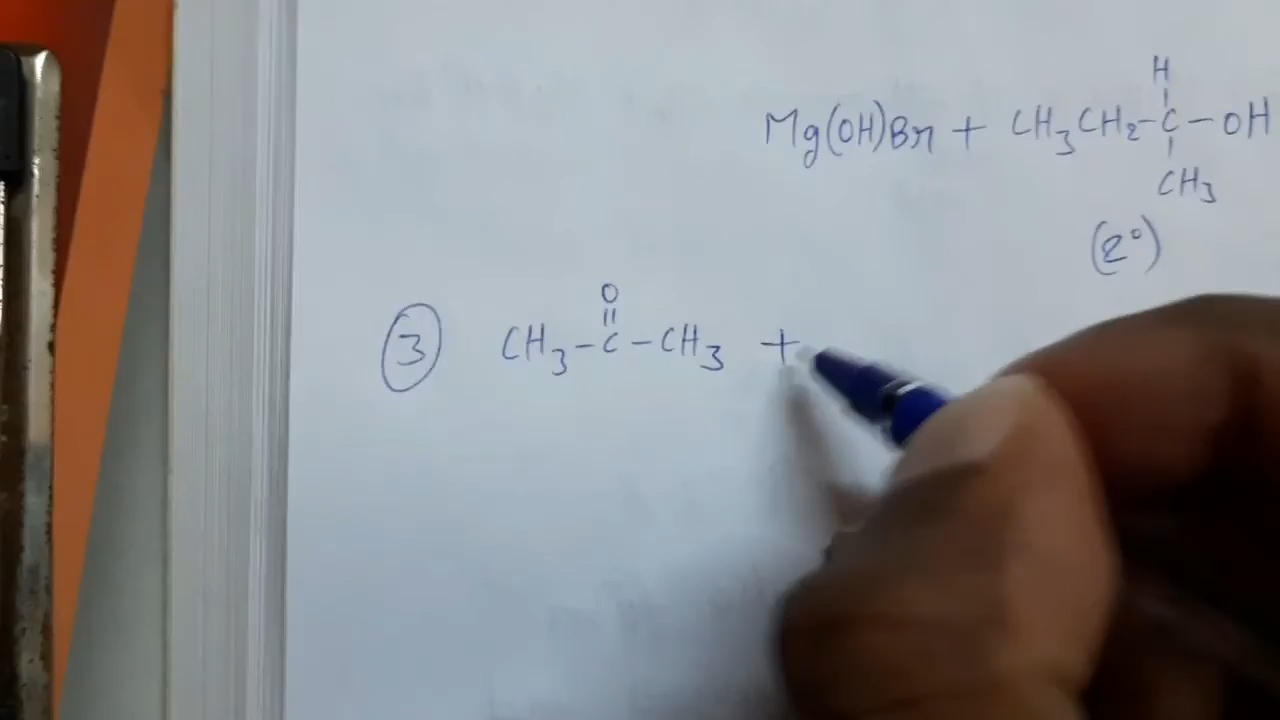 H
Mg(OH)Br + CH₃CH₂-C-OH
CH₃
(2°)
O
③ CH₃-C-CH₃ +